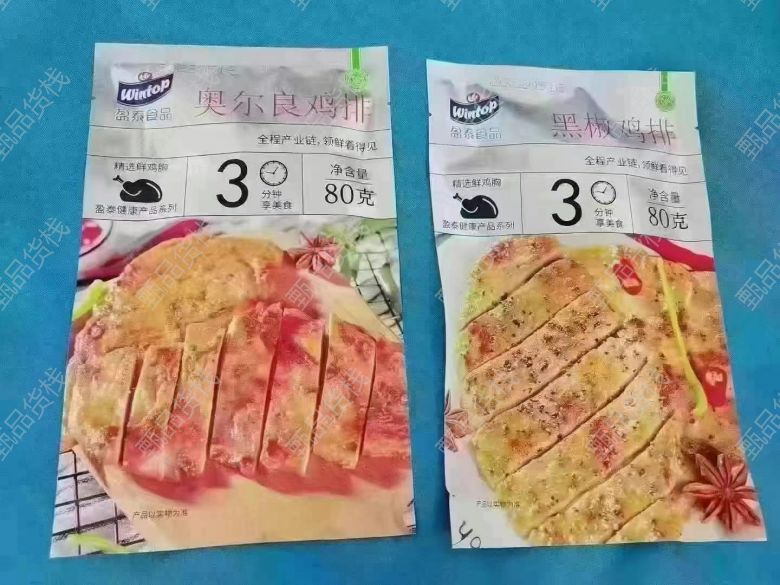 Wintop
盈泰食品
奥尔良鸡排
全程产业链,领鲜看得见
精选鲜鸡胸
盈泰健康产品系列
3
分钟
享美食
净含量
80克
产品以实物为准
Wintop
盈泰食品
黑椒鸡排
全程产业链,领鲜看得见
精选鲜鸡胸
盈泰健康产品系列
3
分钟
享美食
净含量
80克
产品以实物为准
40
甄品货栈